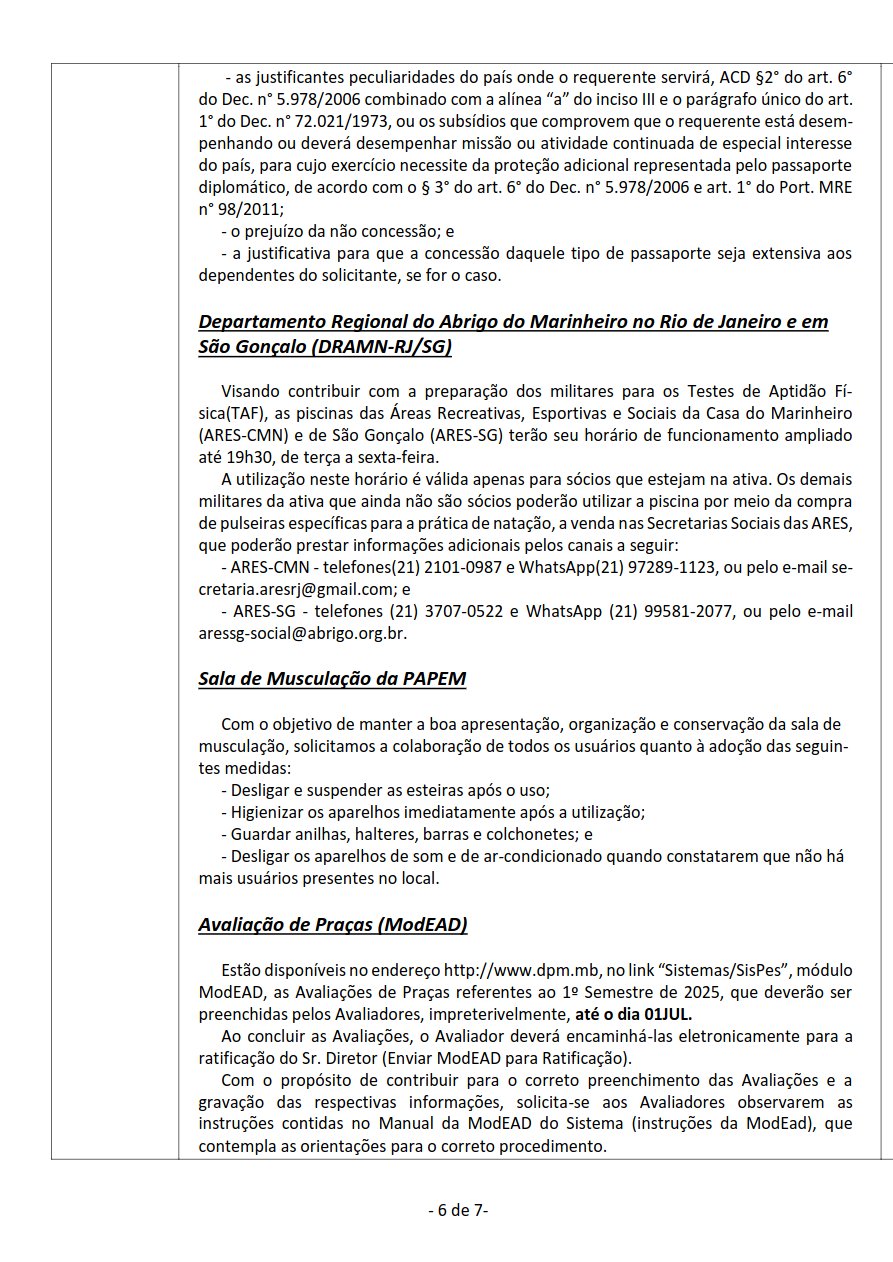 - as justificantes peculiaridades do país onde o requerente servirá, ACD §2° do art. 6°
do Dec. n° 5.978/2006 combinado com a alínea “a” do inciso III e o parágrafo único do art.
1° do Dec. n° 72.021/1973, ou os subsídios que comprovem que o requerente está desem-
penhando ou deverá desempenhar missão ou atividade continuada de especial interesse
do país, para cujo exercício necessite da proteção adicional representada pelo passaporte
diplomático, de acordo com o § 3° do art. 6° do Dec. n° 5.978/2006 e art. 1° do Port. MRE
n° 98/2011;
- o prejuízo da não concessão; e
- a justificativa para que a concessão daquele tipo de passaporte seja extensiva aos
dependentes do solicitante, se for o caso.
Departamento Regional do Abrigo do Marinheiro no Rio de Janeiro e em
São Gonçalo (DRAMN-RJ/SG)
Visando contribuir com a preparação dos militares para os Testes de Aptidão Fí-
sica(TAF), as piscinas das Áreas Recreativas, Esportivas e Sociais da Casa do Marinheiro
(ARES-CMN) e de São Gonçalo (ARES-SG) terão seu horário de funcionamento ampliado
até 19h30, de terça a sexta-feira.
A utilização neste horário é válida apenas para sócios que estejam na ativa. Os demais
militares da ativa que ainda não são sócios poderão utilizar a piscina por meio da compra
de pulseiras específicas para a prática de natação, a venda nas Secretarias Sociais das ARES,
que poderão prestar informações adicionais pelos canais a seguir:
- ARES-CMN - telefones(21) 2101-0987 e WhatsApp(21) 97289-1123, ou pelo e-mail se-
cretaria.aresrj@gmail.com; e
- ARES-SG - telefones (21) 3707-0522 e WhatsApp (21) 99581-2077, ou pelo e-mail
aressg-social@abrigo.org.br.
Sala de Musculação da PAPEM
Com o objetivo de manter a boa apresentação, organização e conservação da sala de
musculação, solicitamos a colaboração de todos os usuários quanto à adoção das seguin-
tes medidas:
- Desligar e suspender as esteiras após o uso;
- Higienizar os aparelhos imediatamente após a utilização;
- Guardar anilhas, halteres, barras e colchonetes; e
- Desligar os aparelhos de som e de ar-condicionado quando constatarem que não há
mais usuários presentes no local.
Avaliação de Praças (ModEAD)
Estão disponíveis no endereço http://www.dpm.mb, no link “Sistemas/SisPes”, módulo
ModEAD, as Avaliações de Praças referentes ao 1º Semestre de 2025, que deverão ser
preenchidas pelos Avaliadores, impreterivelmente, até o dia 01JUL.
Ao concluir as Avaliações, o Avaliador deverá encaminhá-las eletronicamente para a
ratificação do Sr. Diretor (Enviar ModEAD para Ratificação).
Com o propósito de contribuir para o correto preenchimento das Avaliações e a
gravação das respectivas informações, solicita-se aos Avaliadores observarem as
instruções contidas no Manual da ModEAD do Sistema (instruções da ModEad), que
contempla as orientações para o correto procedimento.
- 6 de 7-